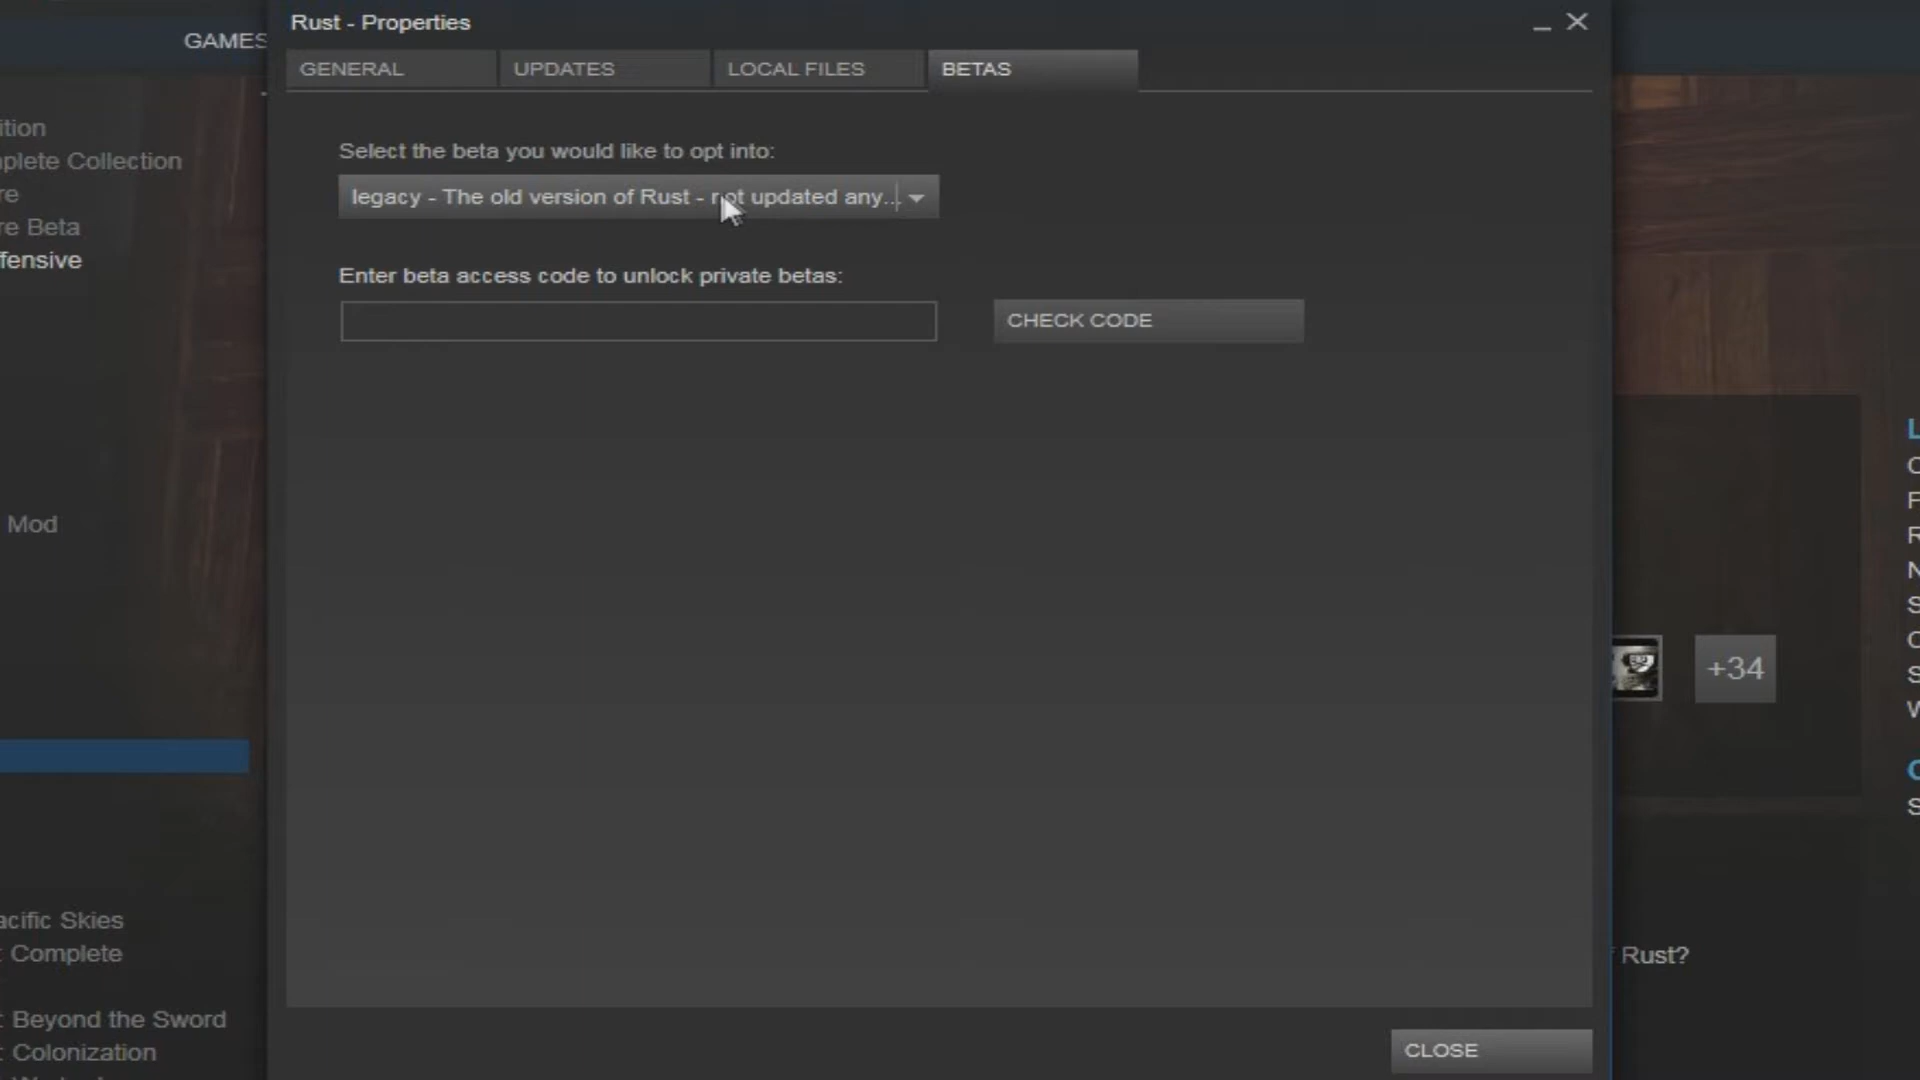 Rust - Properties
GAMES
GENERAL
UPDATES
LOCAL FILES
BETAS
Select the beta you would like to opt into:
legacy - The old version of Rust - not updated any...
Enter beta access code to unlock private betas:
CHECK CODE
ition
plete Collection
re
re Beta
fensive
Mod
acific Skies
: Complete
: Beyond the Sword
: Colonization
+34
L
C
F
R
N
S
C
S
W
C
S
Rust?
CLOSE